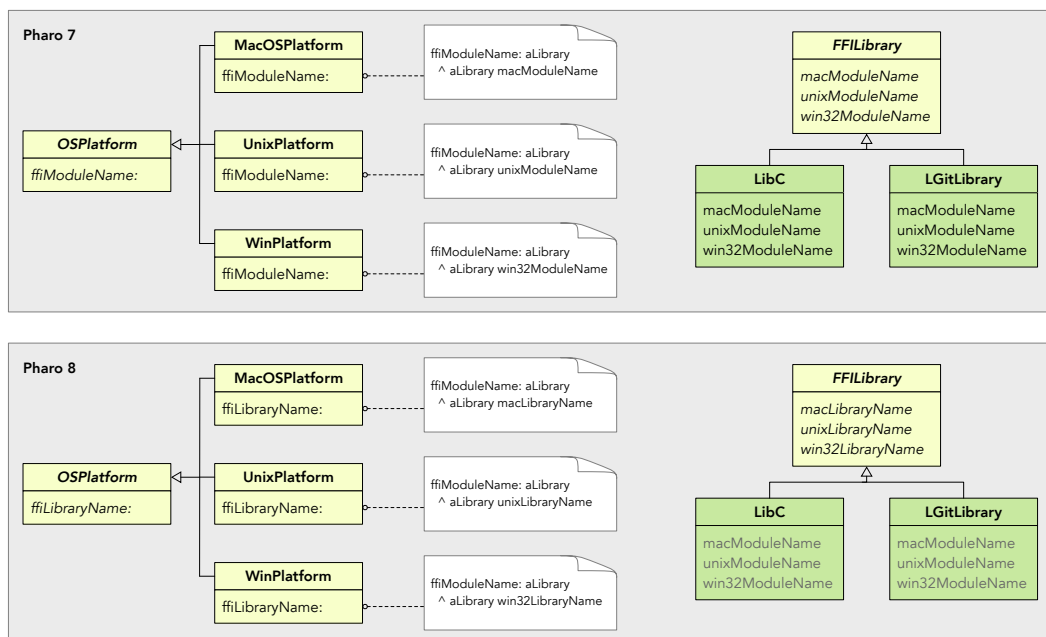 Pharo 7
MacOSPlatform
ffiModuleName:
ffiModuleName: aLibrary
^ aLibrary macModuleName
OSPlatform
ffiModuleName:
UnixPlatform
ffiModuleName:
ffiModuleName: aLibrary
^ aLibrary unixModuleName
WinPlatform
ffiModuleName:
ffiModuleName: aLibrary
^ aLibrary win32ModuleName
FFILibrary
macModuleName
unixModuleName
win32ModuleName
LibC
macModuleName
unixModuleName
win32ModuleName
LGitLibrary
macModuleName
unixModuleName
win32ModuleName
Pharo 8
MacOSPlatform
ffiLibraryName:
ffiModuleName: aLibrary
^ aLibrary macLibraryName
OSPlatform
ffiLibraryName:
UnixPlatform
ffiLibraryName:
ffiModuleName: aLibrary
^ aLibrary unixLibraryName
WinPlatform
ffiLibraryName:
ffiModuleName: aLibrary
^ aLibrary win32LibraryName
FFILibrary
macLibraryName
unixLibraryName
win32LibraryName
LibC
macModuleName
unixModuleName
win32ModuleName
LGitLibrary
macModuleName
unixModuleName
win32ModuleName